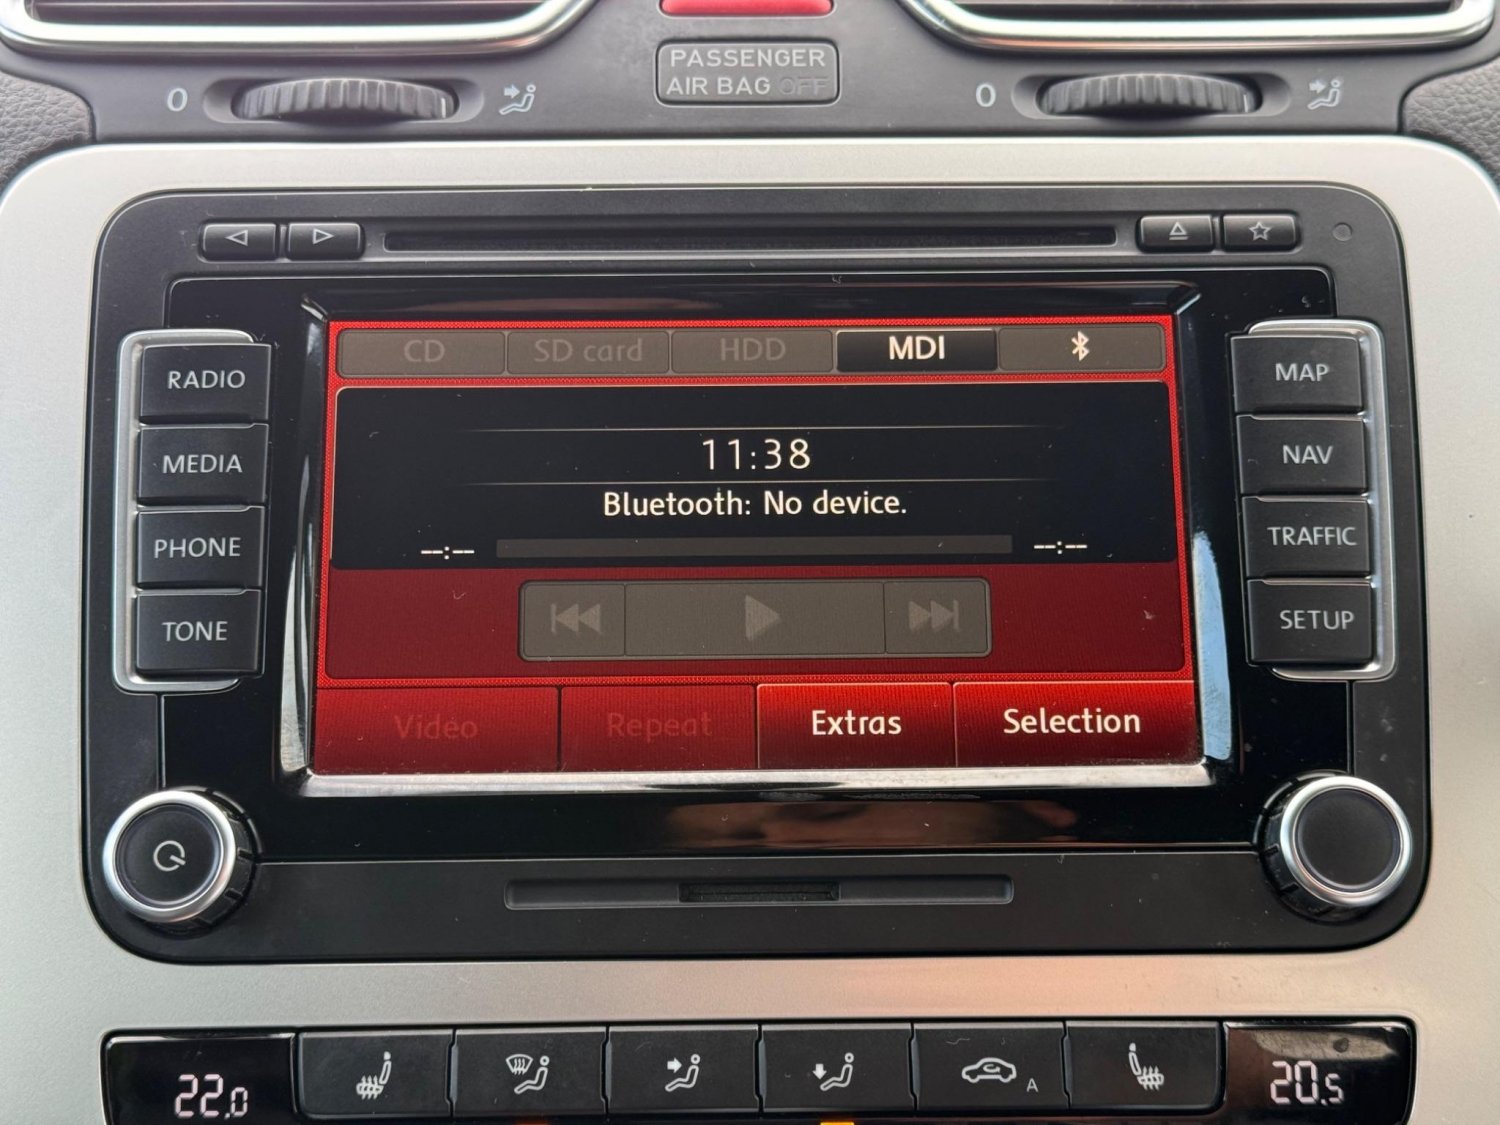 PASSENGER
AIR BAG OFF
0
0
CD SD card HDD MDI
RADIO
MEDIA
PHONE
TONE
11:38
Bluetooth: No device.
--:-- --:--
Video Repeat Extras Selection
MAP
NAV
TRAFFIC
SETUP
22.0
A
20.5